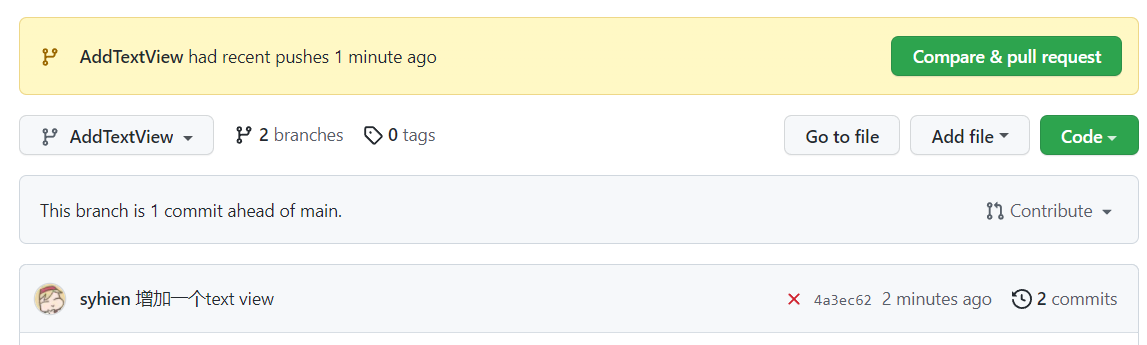 AddTextView had recent pushes 1 minute ago Compare & pull request
AddTextView 2 branches 0 tags Go to file Add file Code
This branch is 1 commit ahead of main. Contribute
syhien 增加一个text view 4a3ec62 2 minutes ago 2 commits